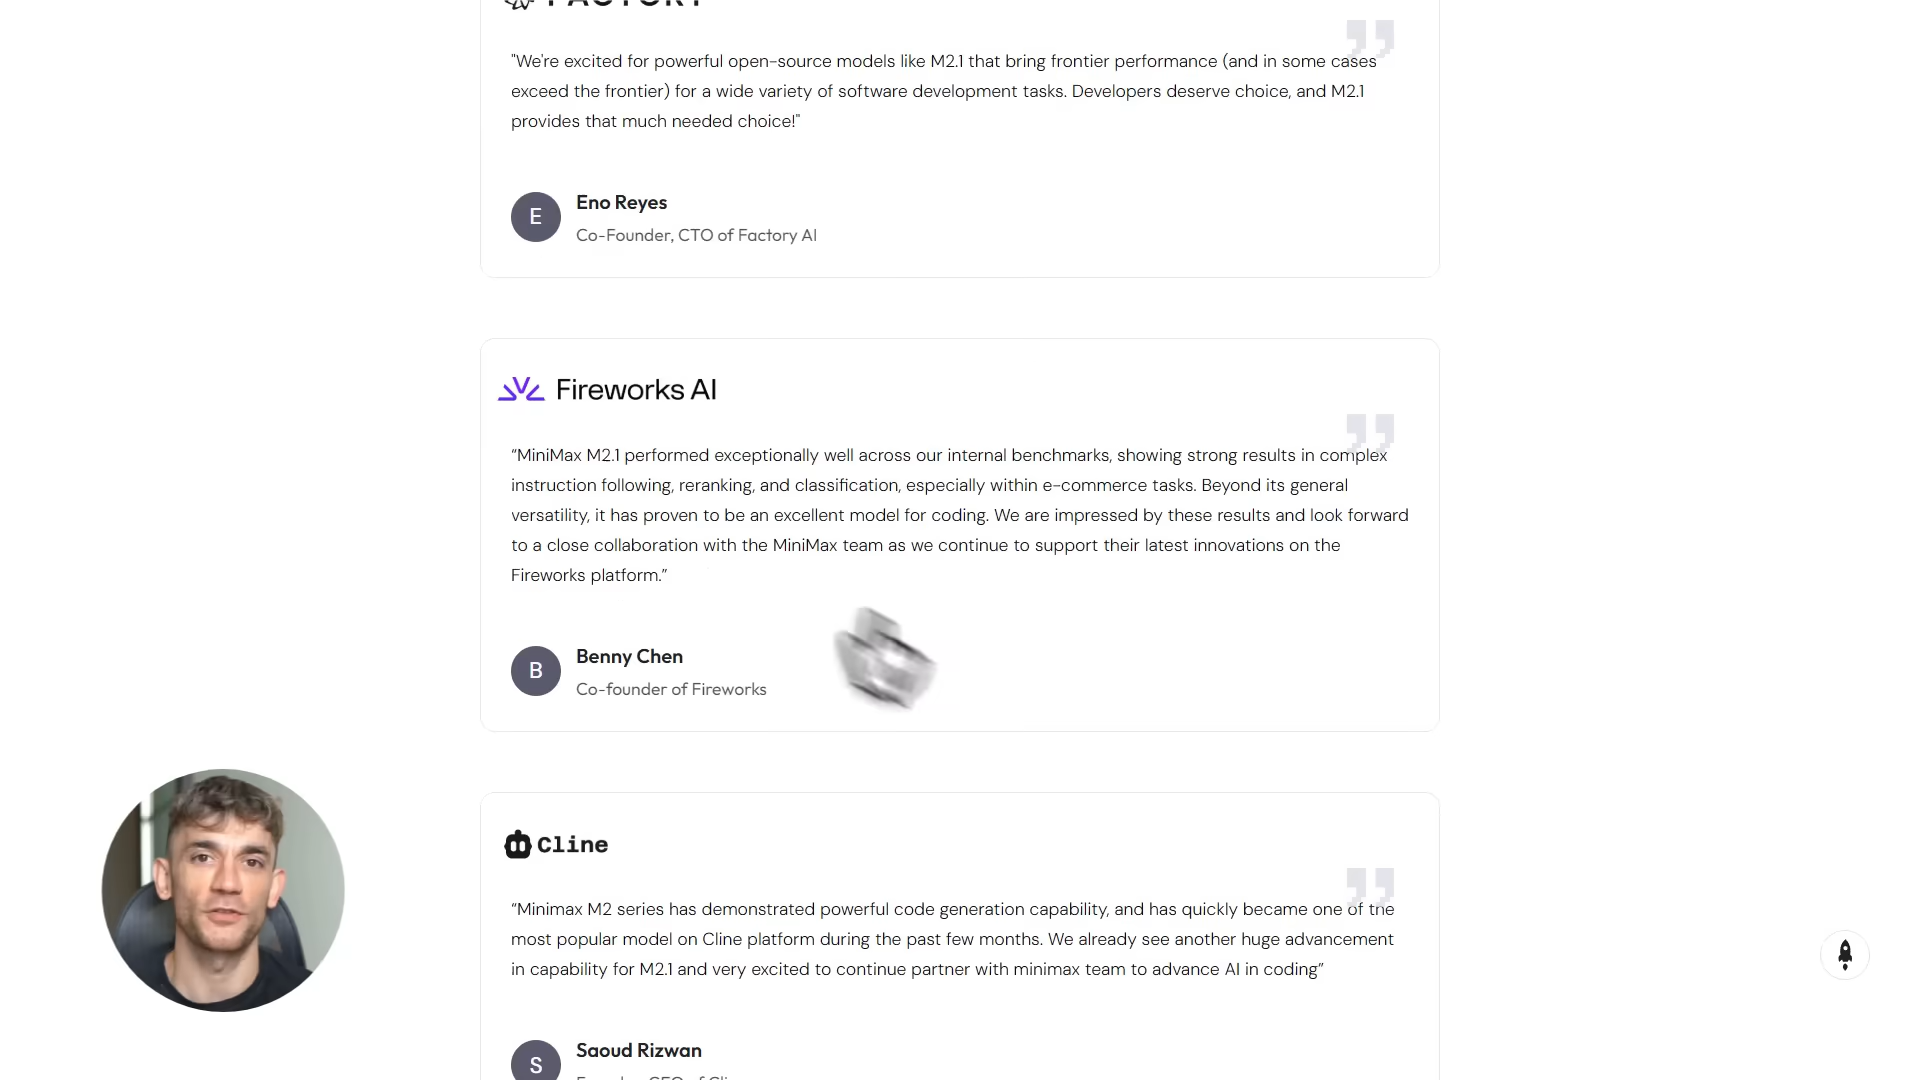 FACTORY
"We're excited for powerful open-source models like M2.1 that bring frontier performance (and in some cases
exceed the frontier) for a wide variety of software development tasks. Developers deserve choice, and M2.1
provides that much needed choice!"
E
Eno Reyes
Co-Founder, CTO of Factory AI
Fireworks AI
“MiniMax M2.1 performed exceptionally well across our internal benchmarks, showing strong results in complex
instruction following, reranking, and classification, especially within e-commerce tasks. Beyond its general
versatility, it has proven to be an excellent model for coding. We are impressed by these results and look forward
to a close collaboration with the MiniMax team as we continue to support their latest innovations on the
Fireworks platform.”
B
Benny Chen
Co-founder of Fireworks
Cline
“Minimax M2 series has demonstrated powerful code generation capability, and has quickly became one of the
most popular model on Cline platform during the past few months. We already see another huge advancement
in capability for M2.1 and very excited to continue partner with minimax team to advance AI in coding”
S
Saoud Rizwan